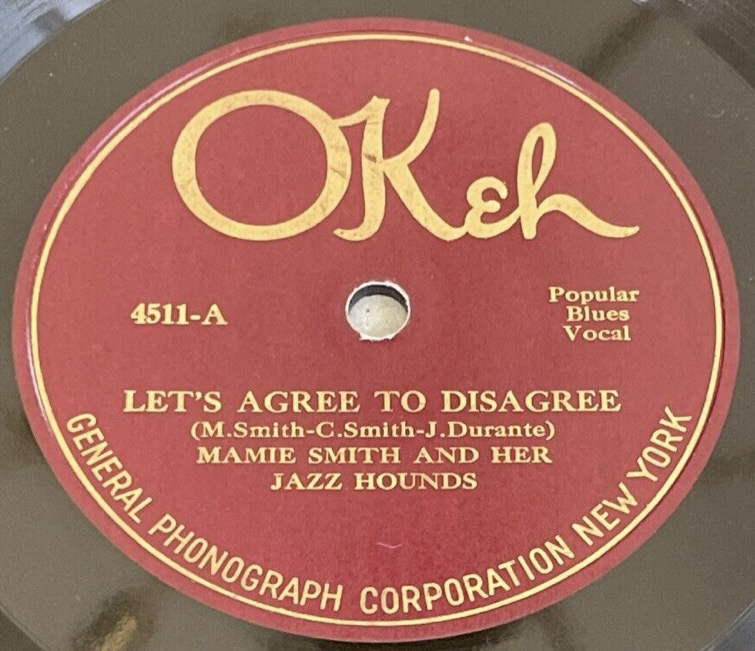 OKeh
4511-A
Popular
Blues
Vocal
LET'S AGREE TO DISAGREE
(M.Smith-C.Smith-J.Durante)
MAMIE SMITH AND HER
JAZZ HOUNDS
GENERAL PHONOGRAPH CORPORATION NEW YORK